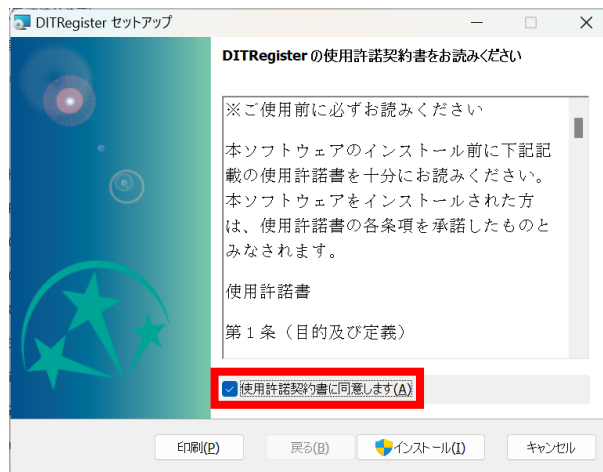 DITRegister セットアップ
DITRegister の使用許諾契約書をお読みください
※ご使用前に必ずお読みください
本ソフトウェアのインストール前に下記記
載の使用許諾書を十分にお読みください。
本ソフトウェアをインストールされた方
は、使用許諾書の各条項を承諾したものと
みなされます。
使用許諾書
第１条（目的及び定義）
使用許諾契約書に同意します(A)
印刷(P)
戻る(B)
インストール(I)
キャンセル